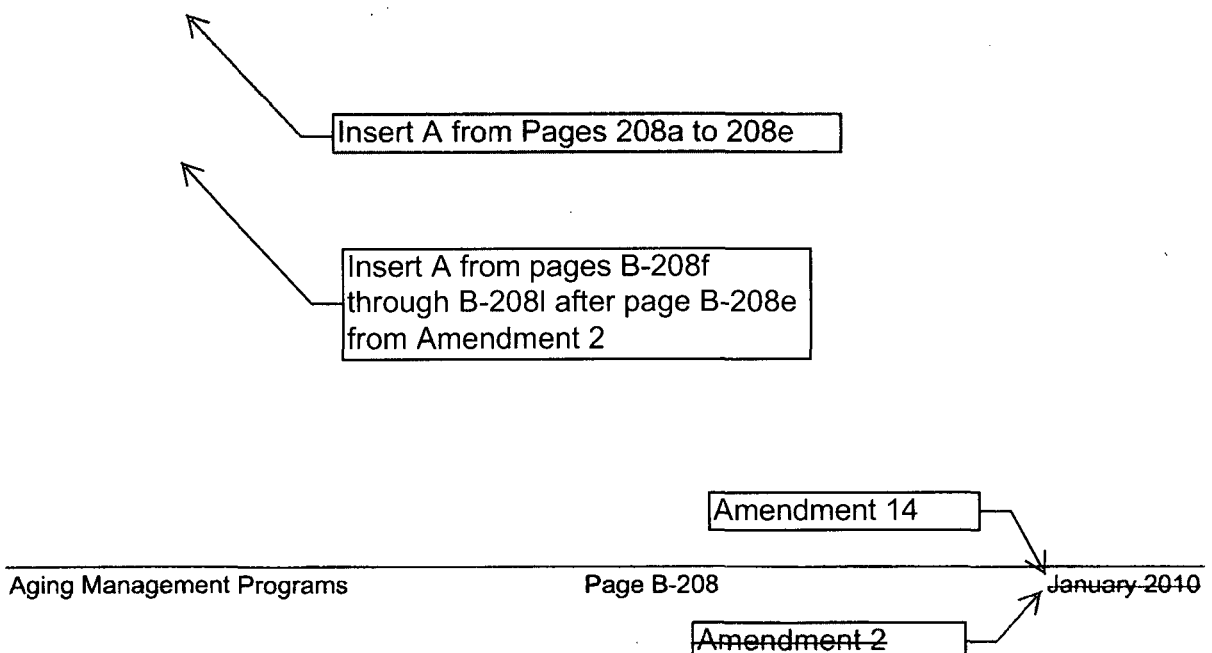 Insert A from Pages 208a to 208e
Insert A from pages B-208f
through B-208l after page B-208e
from Amendment 2
Amendment 14
Aging Management Programs Page B-208 January 2010
Amendment 2